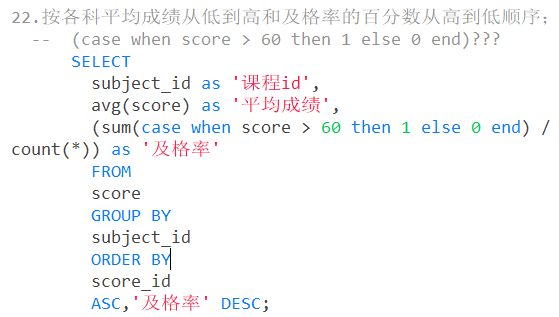 22.按各科平均成绩从低到高和及格率的百分数从高到低顺序;
-- (case when score > 60 then 1 else 0 end)???
SELECT
subject_id as '课程id',
avg(score) as '平均成绩',
(sum(case when score > 60 then 1 else 0 end) /
count(*)) as '及格率'
FROM
score
GROUP BY
subject_id
ORDER BY
score_id
ASC,'及格率' DESC;